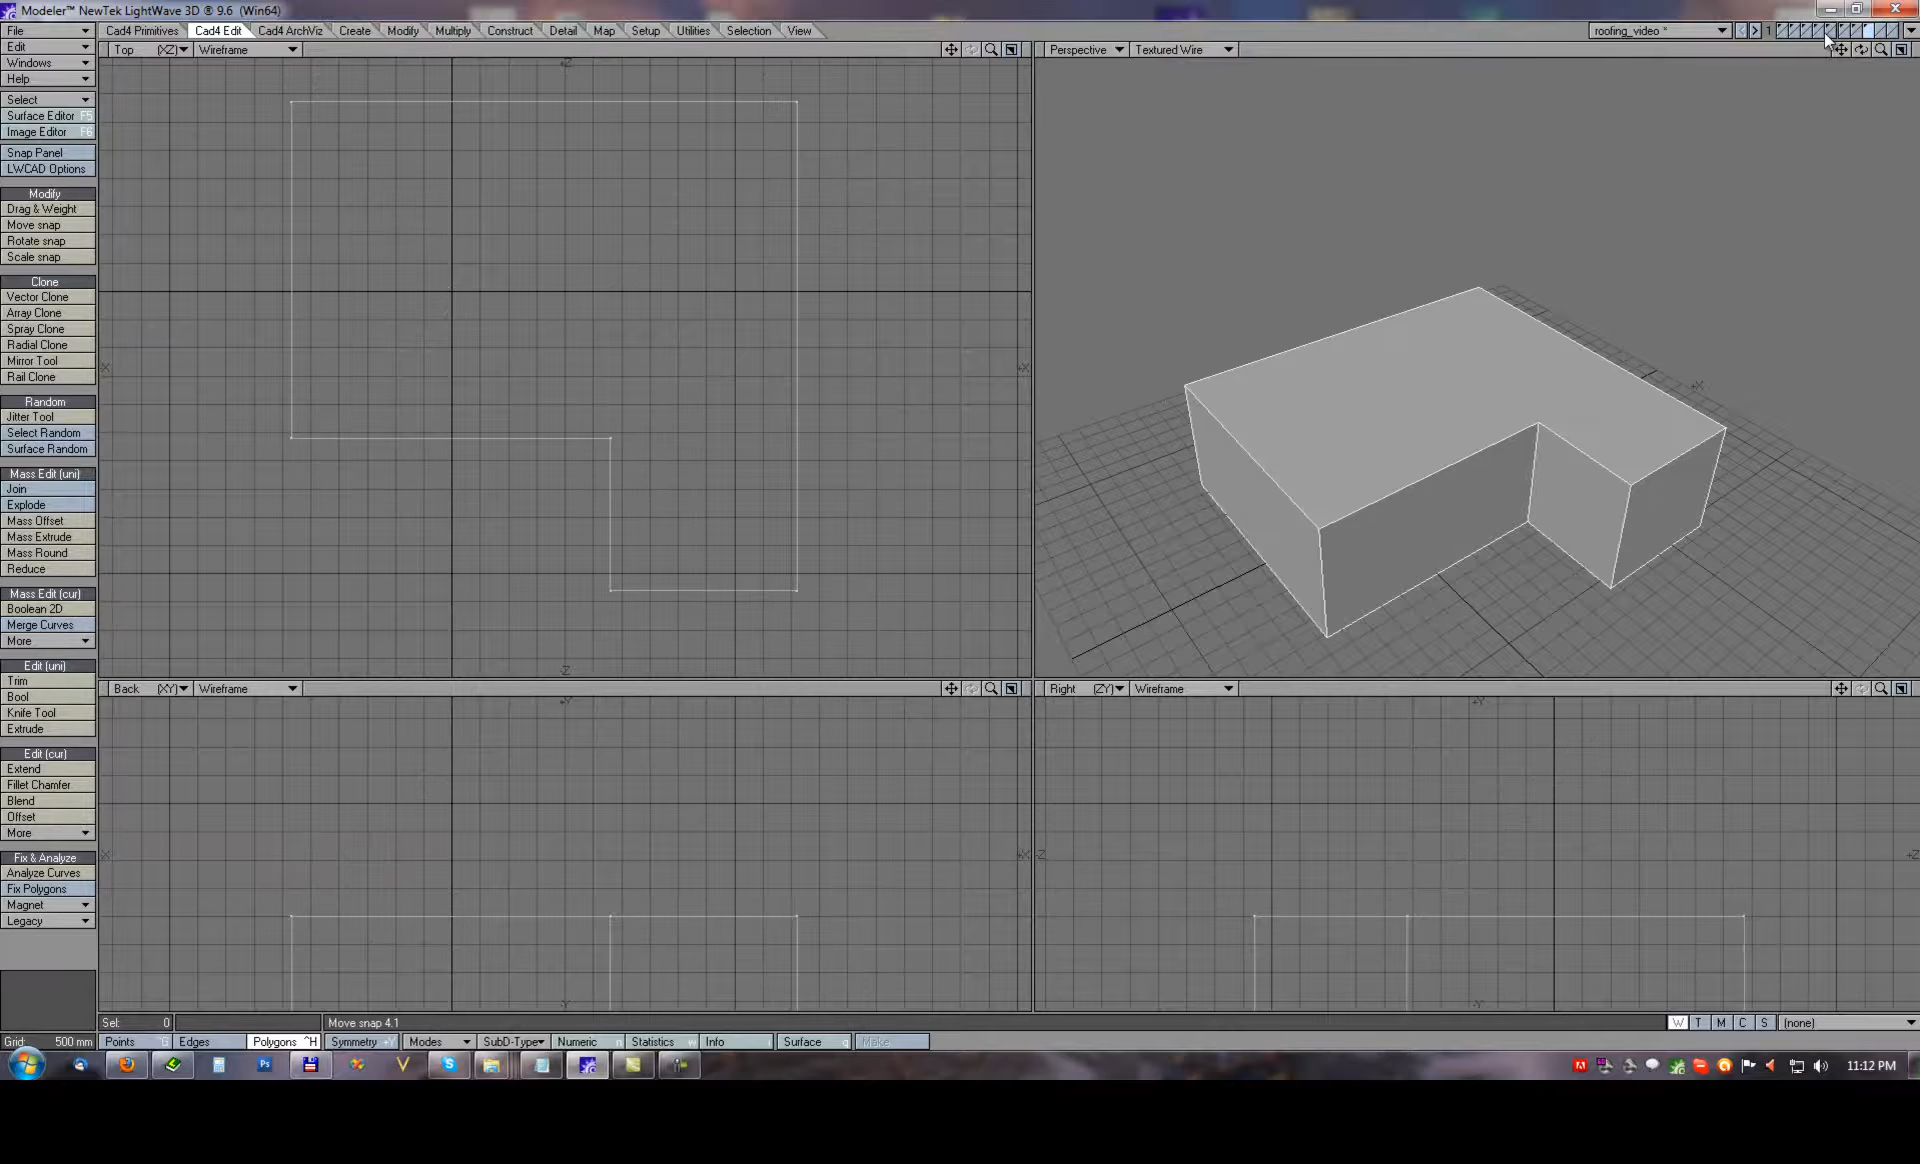 Modeler™ NewTek LightWave 3D ® 9.6 (Win64)
File
Cad4 Primitives Cad4 Edit Cad4 ArchViz Create Modify Multiply Construct Detail Map Setup Utilities Selection View
roofing_video * 1
Edit
Top (XZ) Wireframe
Perspective Textured Wire
Windows
Help
Select
Surface Editor F5
Image Editor F6
Snap Panel
LWCAD Options
Modify
Drag & Weight
Move snap
Rotate snap
Scale snap
Clone
Vector Clone
Array Clone
Spray Clone
Radial Clone
Mirror Tool
Rail Clone
Random
Jitter Tool
Select Random
Surface Random
Mass Edit (uni)
Join
Explode
Mass Offset
Mass Extrude
Mass Round
Reduce
Mass Edit (cur)
Boolean 2D
Merge Curves
More
Edit (uni)
Trim
Bool
Knife Tool
Extrude
Back (XY) Wireframe
Right (ZY) Wireframe
Edit (cur)
Extend
Fillet Chamfer
Blend
Offset
More
Fix & Analyze
Analyze Curves
Fix Polygons
Magnet
Legacy
Sel: 0
Move snap 4.1
W T M C S (none)
Grid: 500 mm
Points ^G Edges Polygons ^H Symmetry +Y Modes SubD-Type Numeric n Statistics w Info i Surface q Make
11:12 PM